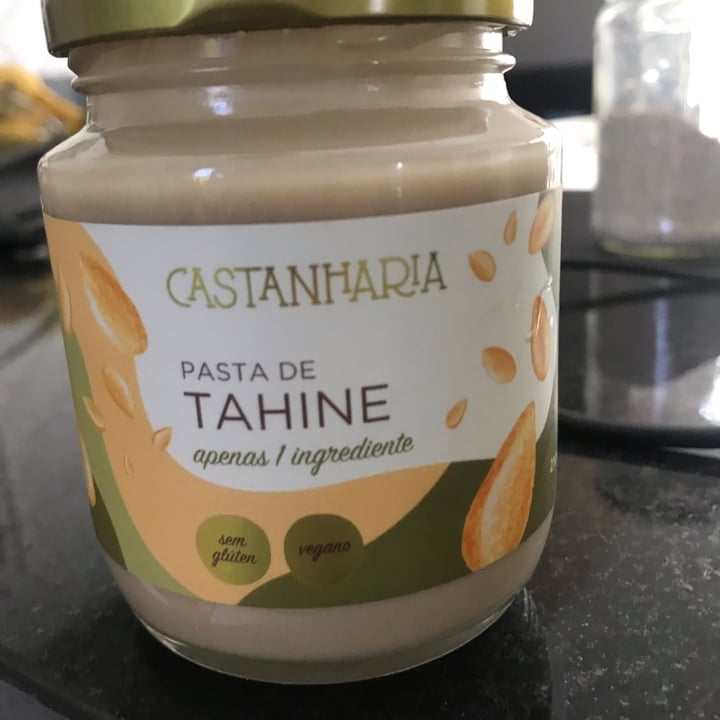 CASTANHARIA
PASTA DE
TAHINE
apenas 1 ingrediente
sem
glúten
vegano